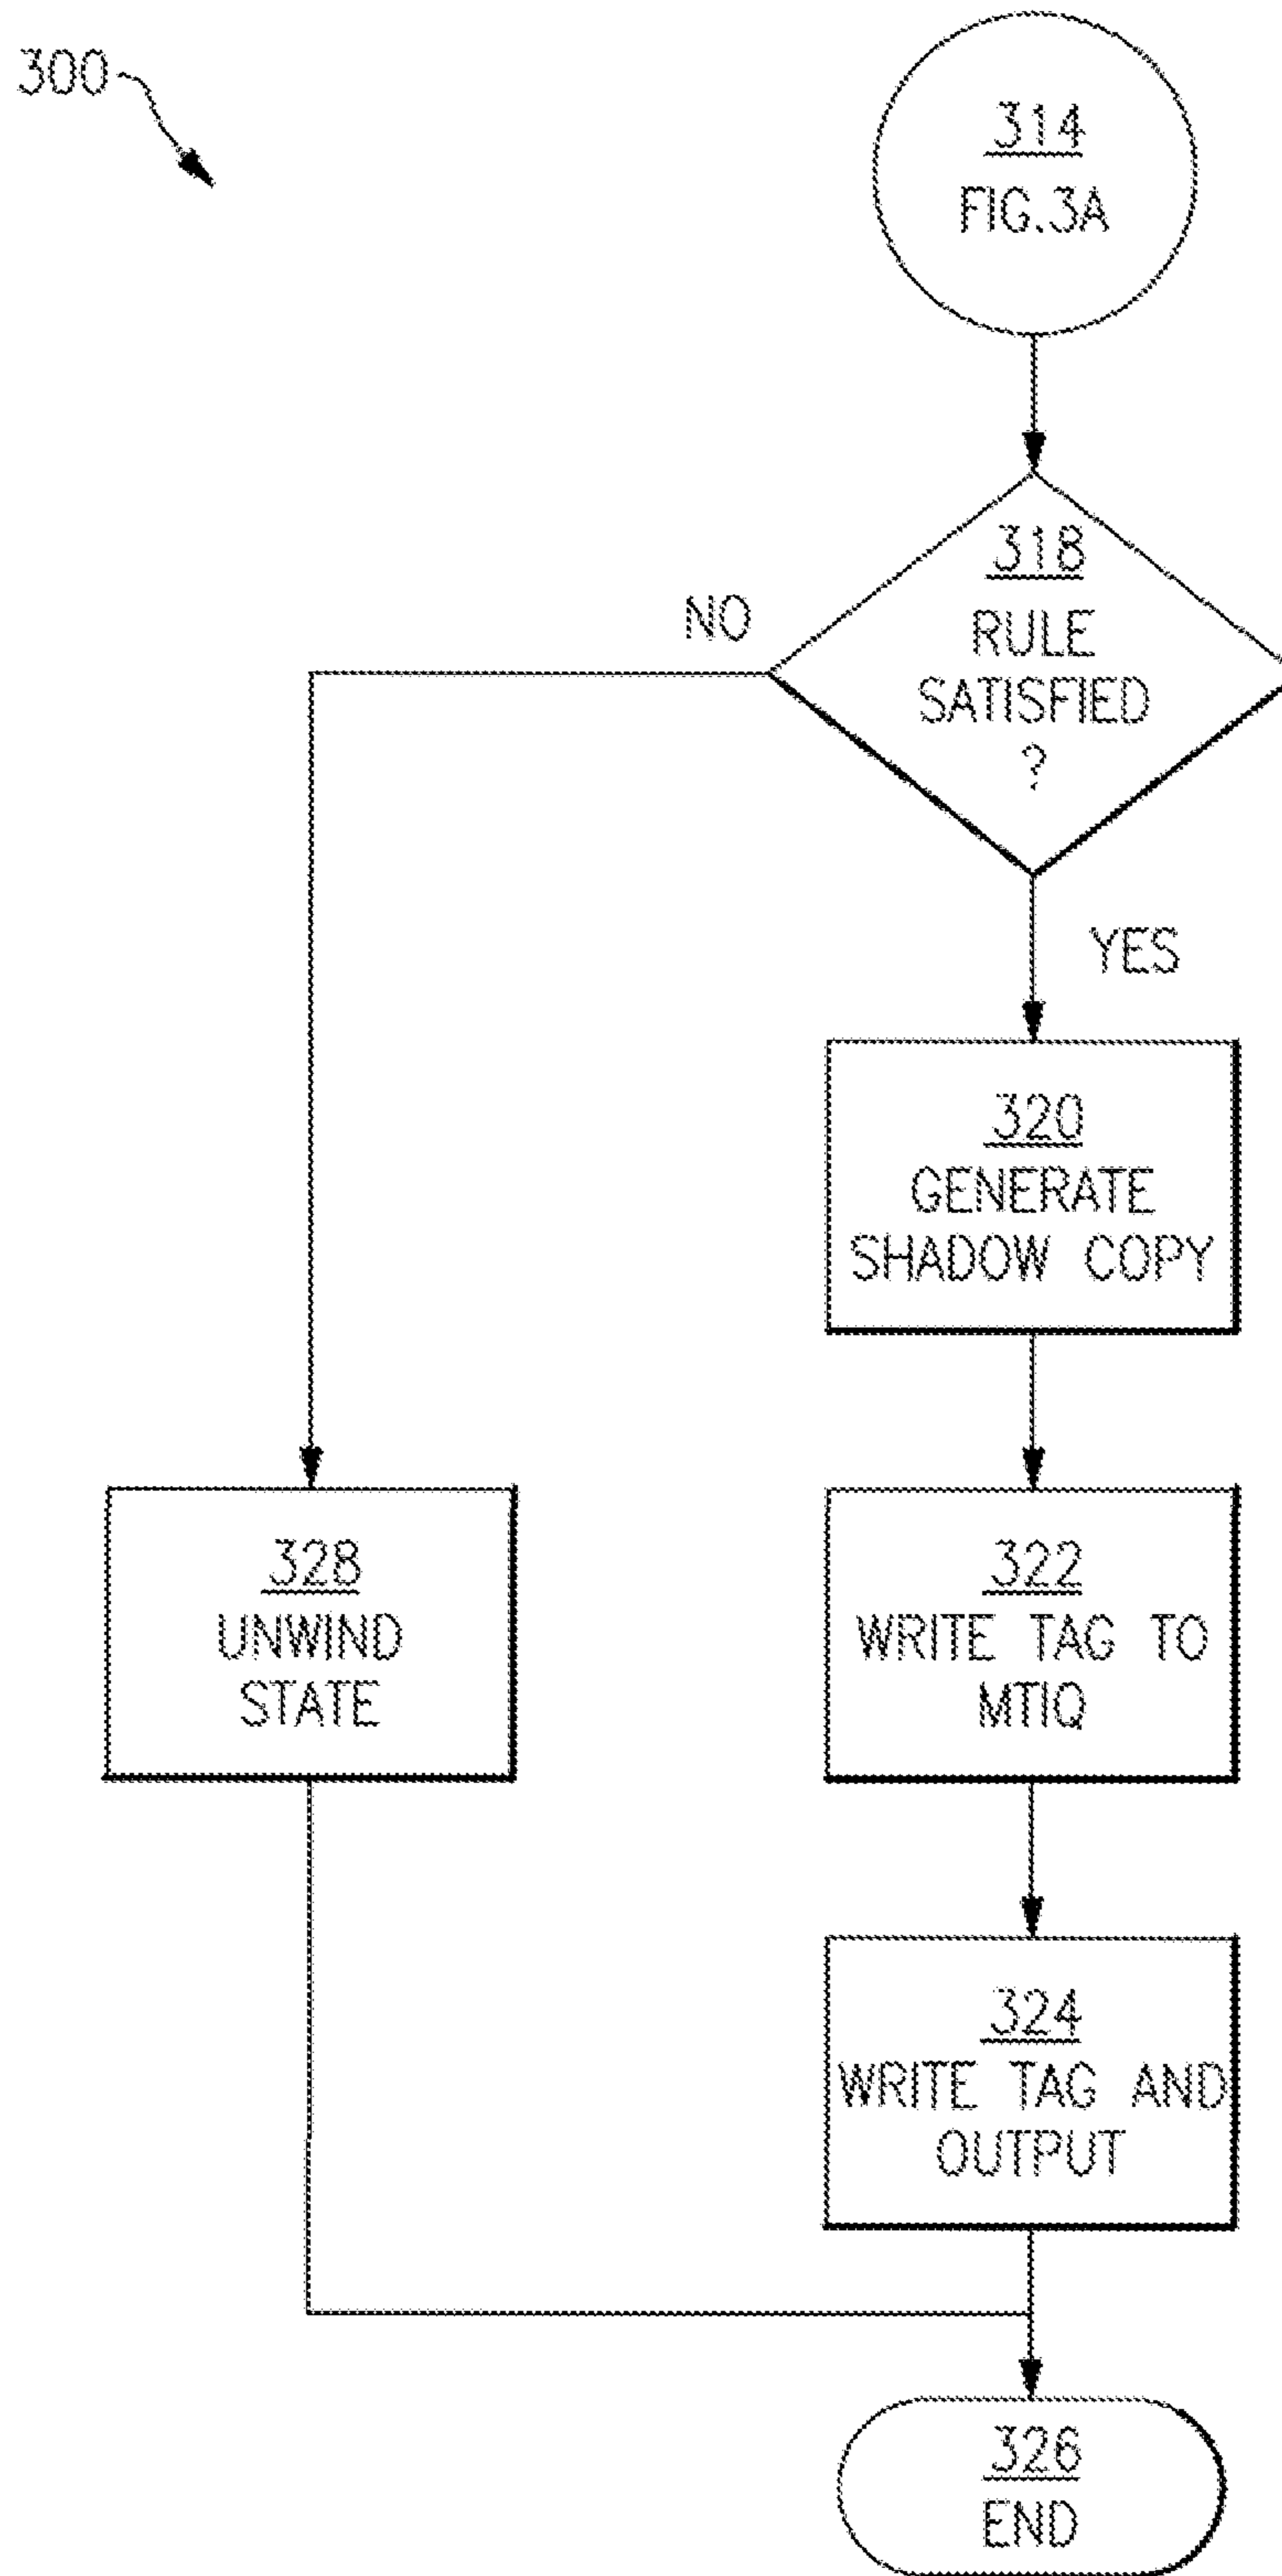 300
314
FIG.3A
318
RULE
SATISFIED
?
NO
YES
320
GENERATE
SHADOW COPY
328
UNWIND
STATE
322
WRITE TAG TO
MTIQ
324
WRITE TAG AND
OUTPUT
326
END